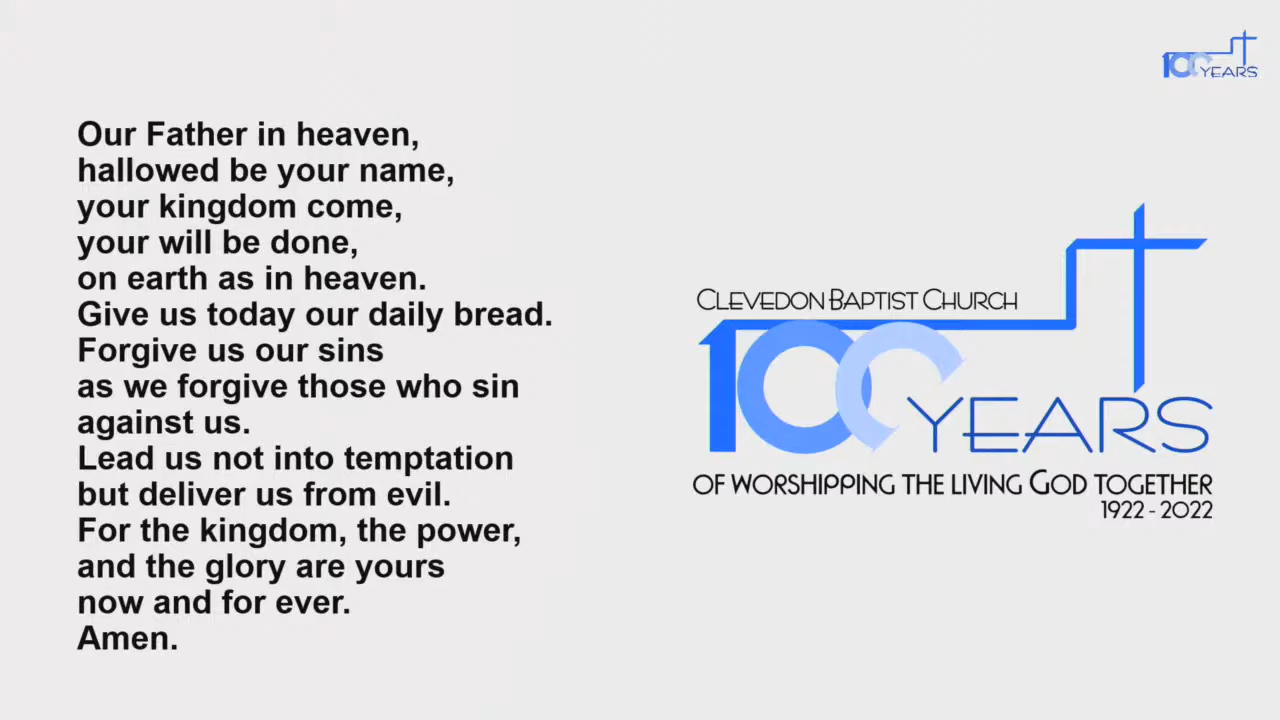 100 YEARS
Our Father in heaven,
hallowed be your name,
your kingdom come,
your will be done,
on earth as in heaven.
Give us today our daily bread.
Forgive us our sins
as we forgive those who sin
against us.
Lead us not into temptation
but deliver us from evil.
For the kingdom, the power,
and the glory are yours
now and for ever.
Amen.
CLEVEDON BAPTIST CHURCH
100 YEARS
OF WORSHIPPING THE LIVING GOD TOGETHER
1922 - 2022